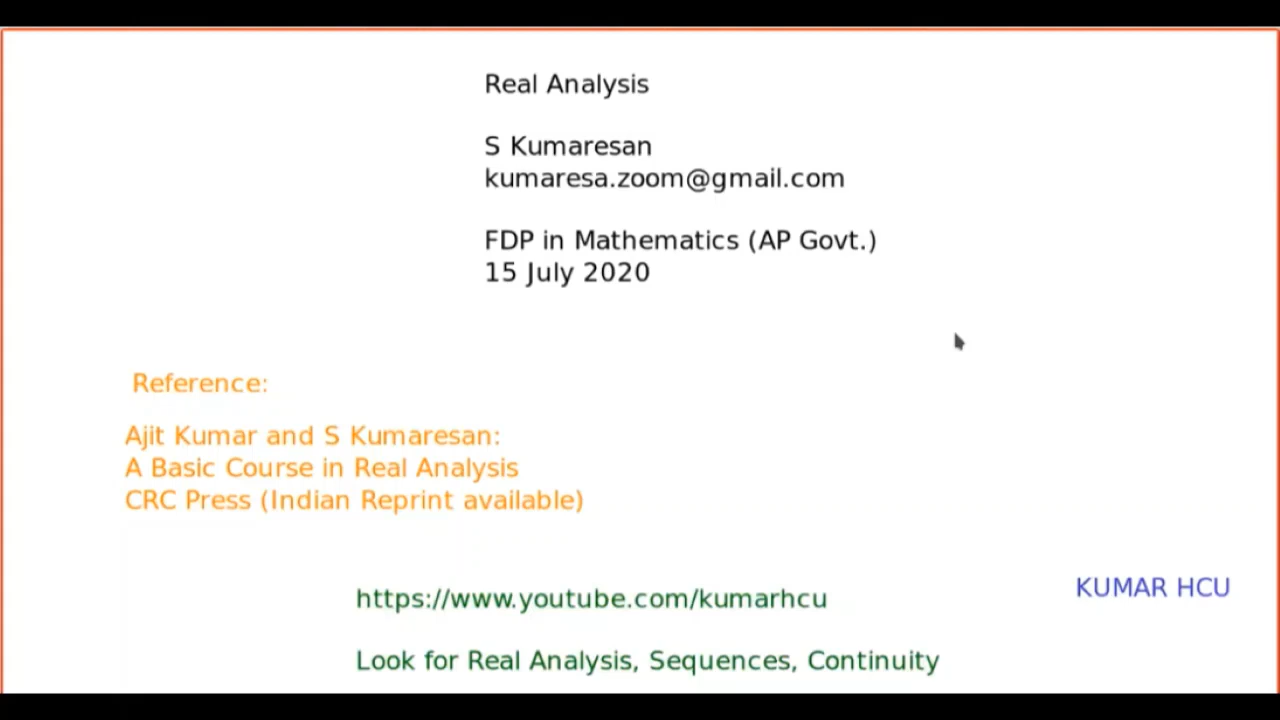 Real Analysis
S Kumaresan
kumaresa.zoom@gmail.com
FDP in Mathematics (AP Govt.)
15 July 2020
Reference:
Ajit Kumar and S Kumaresan:
A Basic Course in Real Analysis
CRC Press (Indian Reprint available)
KUMAR HCU
https://www.youtube.com/kumarhcu
Look for Real Analysis, Sequences, Continuity